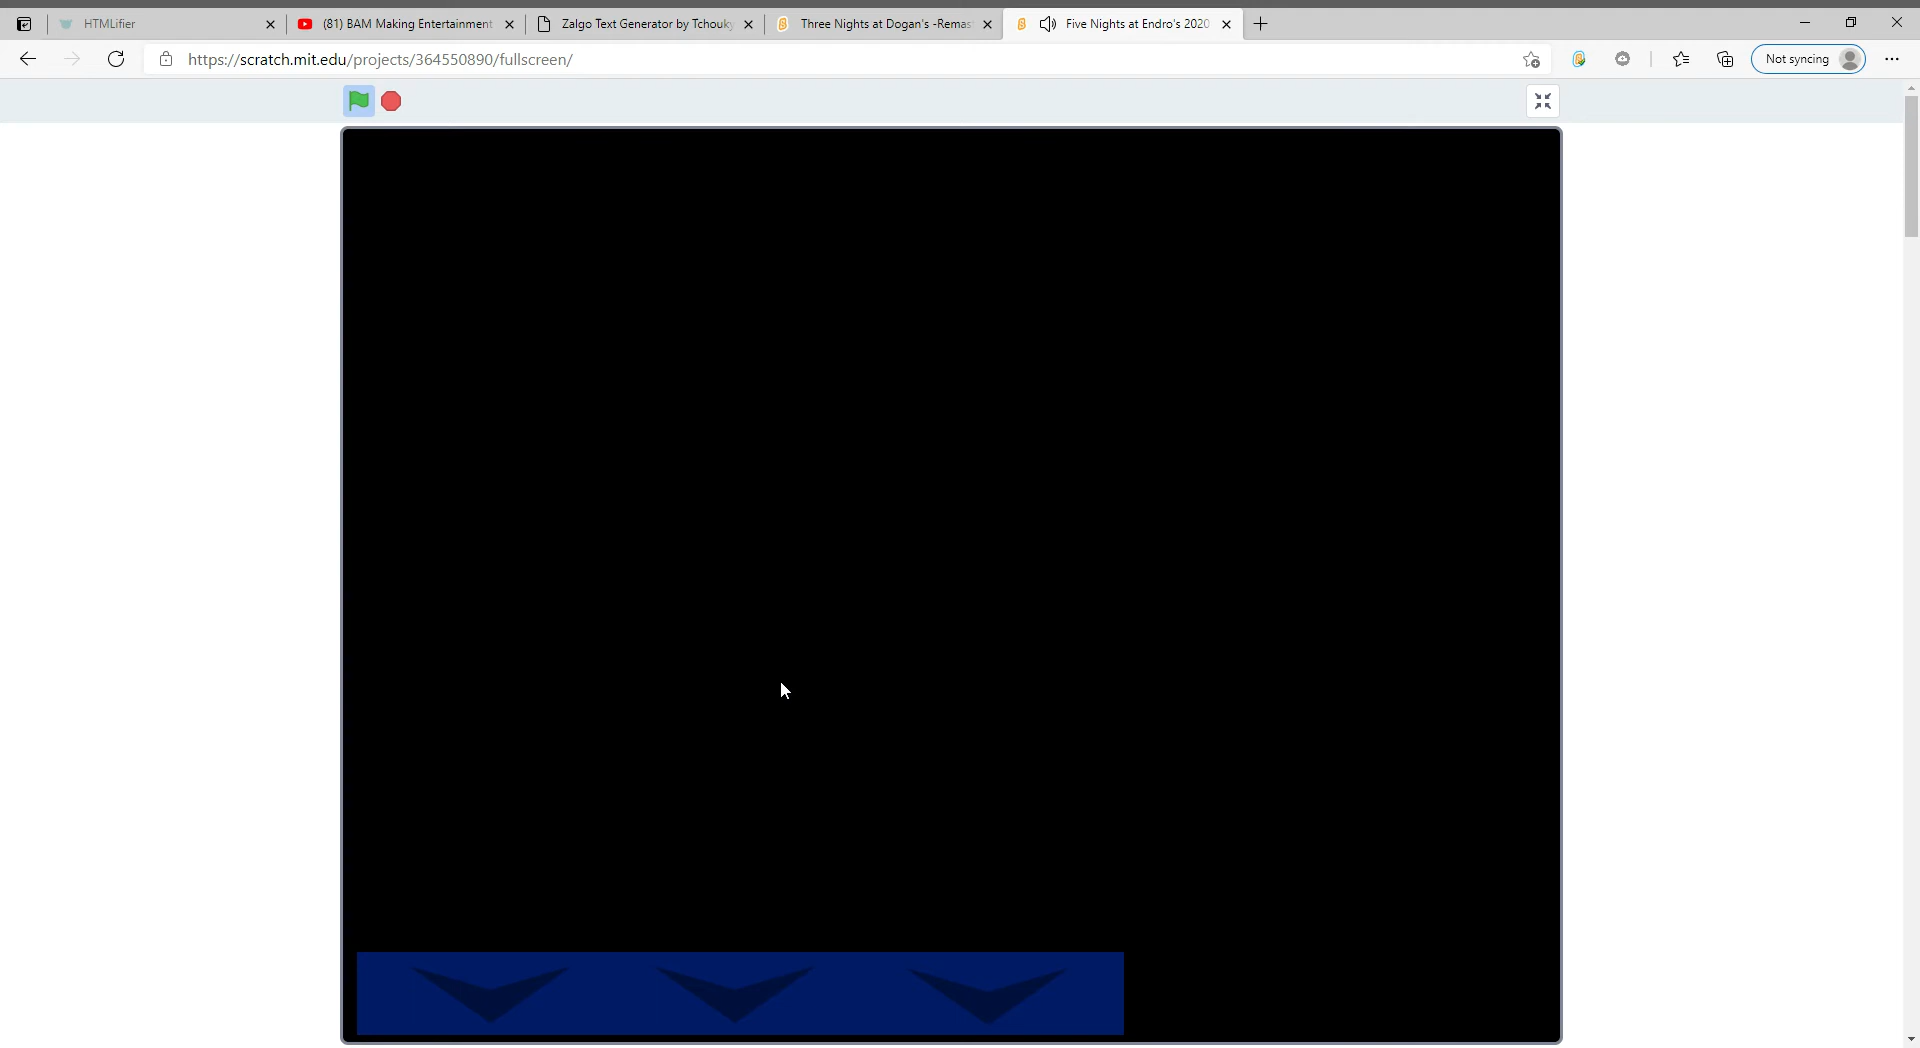 HTMLifier
(81) BAM Making Entertainment
Zalgo Text Generator by Tchouky
Three Nights at Dogan's -Remas
Five Nights at Endro's 2020
https://scratch.mit.edu/projects/364550890/fullscreen/
Not syncing